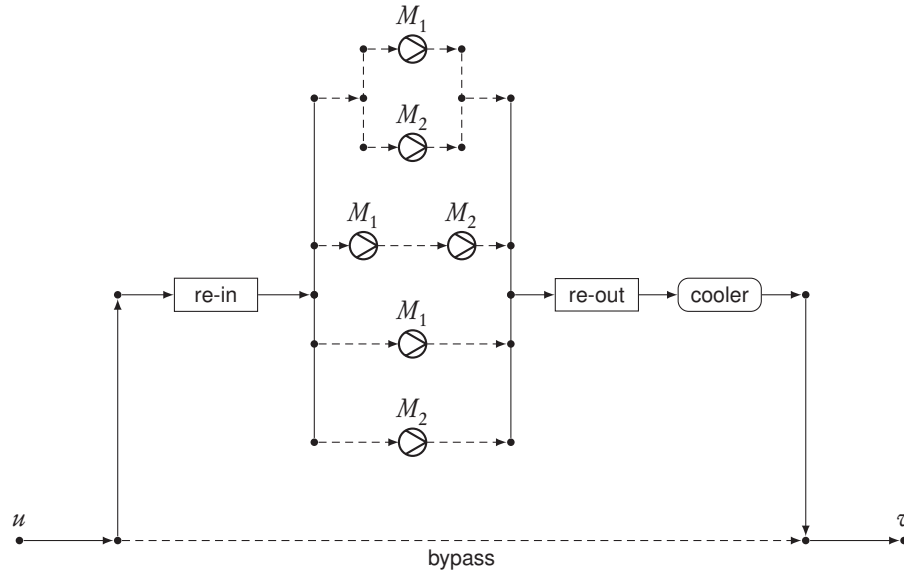 M₁
M₂
M₁ M₂
re-in re-out cooler
M₁
M₂
u v
bypass